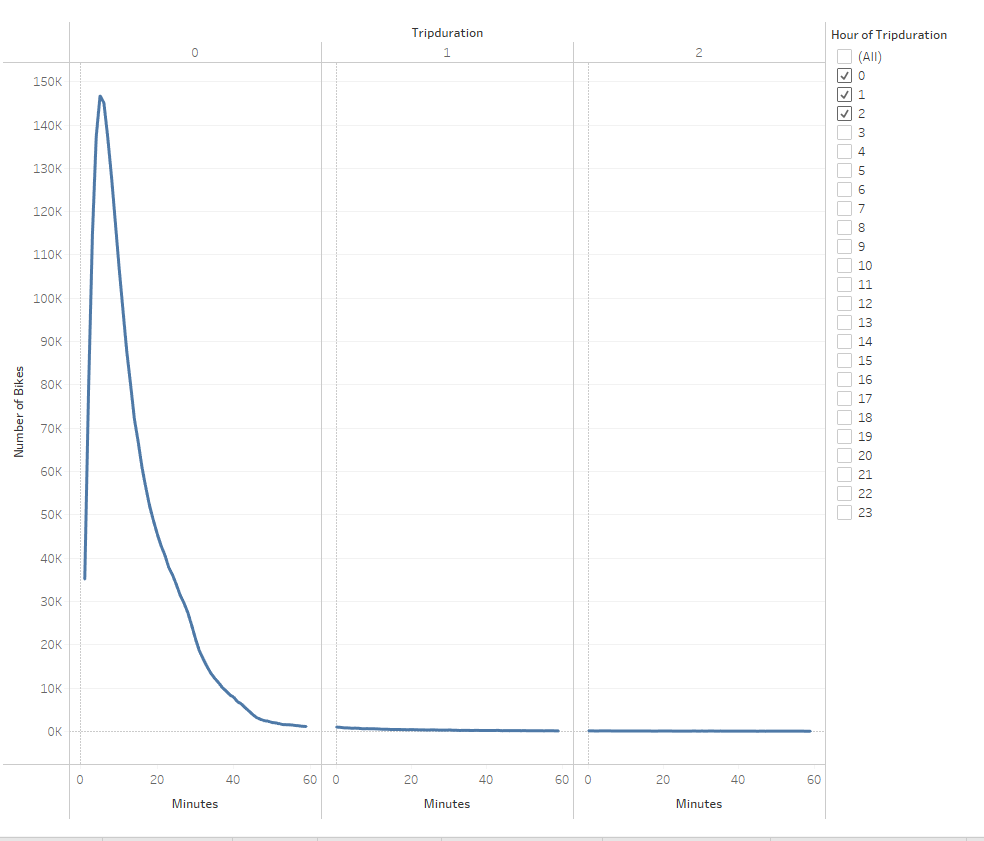 Tripduration
0 1 2
150K
140K
130K
120K
110K
100K
90K
80K
70K
60K
50K
40K
30K
20K
10K
0K
Number of Bikes
0 20 40 60 0 20 40 60 0 20 40 60
Minutes Minutes Minutes
Hour of Tripduration
(All)
0
1
2
3
4
5
6
7
8
9
10
11
12
13
14
15
16
17
18
19
20
21
22
23